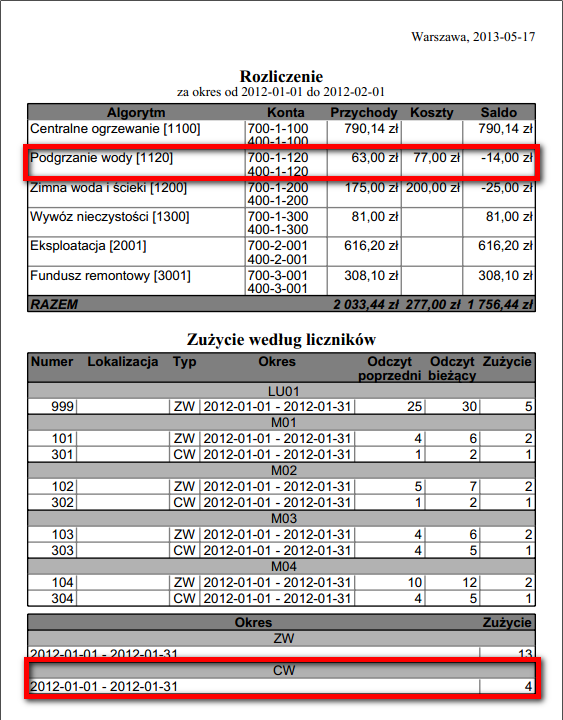 Warszawa, 2013-05-17
Rozliczenie
za okres od 2012-01-01 do 2012-02-01
Algorytm Konta Przychody Koszty Saldo
Centralne ogrzewanie [1100] 700-1-100 790,14 zł 790,14 zł
400-1-100
Podgrzanie wody [1120] 700-1-120 63,00 zł 77,00 zł -14,00 zł
400-1-120
Zimna woda i ścieki [1200] 700-1-200 175,00 zł 200,00 zł -25,00 zł
400-1-200
Wywóz nieczystości [1300] 700-1-300 81,00 zł 81,00 zł
400-1-300
Eksploatacja [2001] 700-2-001 616,20 zł 616,20 zł
400-2-001
Fundusz remontowy [3001] 700-3-001 308,10 zł 308,10 zł
400-3-001
RAZEM 2 033,44 zł 277,00 zł 1 756,44 zł
Zużycie według liczników
Numer Lokalizacja Typ Okres Odczyt poprzedni Odczyt bieżący Zużycie
LU01
999 ZW 2012-01-01 - 2012-01-31 25 30 5
M01
101 ZW 2012-01-01 - 2012-01-31 4 6 2
301 CW 2012-01-01 - 2012-01-31 1 2 1
M02
102 ZW 2012-01-01 - 2012-01-31 5 7 2
302 CW 2012-01-01 - 2012-01-31 1 2 1
M03
103 ZW 2012-01-01 - 2012-01-31 4 6 2
303 CW 2012-01-01 - 2012-01-31 4 5 1
M04
104 ZW 2012-01-01 - 2012-01-31 10 12 2
304 CW 2012-01-01 - 2012-01-31 4 5 1
Okres Zużycie
ZW
2012-01-01 - 2012-01-31 13
CW
2012-01-01 - 2012-01-31 4